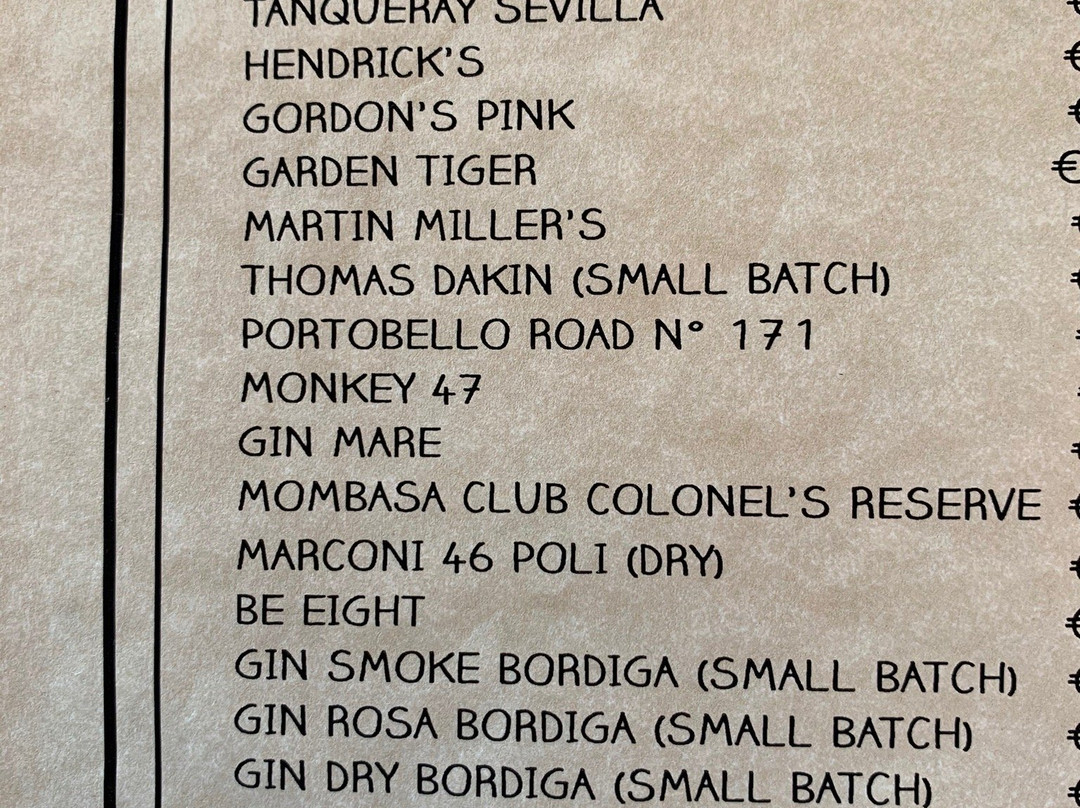 TANQUERAY SEVILLA
HENDRICK'S €
GORDON'S PINK €
GARDEN TIGER €
MARTIN MILLER'S €
THOMAS DAKIN (SMALL BATCH) €
PORTOBELLO ROAD N° 171
MONKEY 47
GIN MARE €
MOMBASA CLUB COLONEL'S RESERVE €
MARCONI 46 POLI (DRY) €
BE EIGHT €
GIN SMOKE BORDIGA (SMALL BATCH) €
GIN ROSA BORDIGA (SMALL BATCH) €
GIN DRY BORDIGA (SMALL BATCH) €